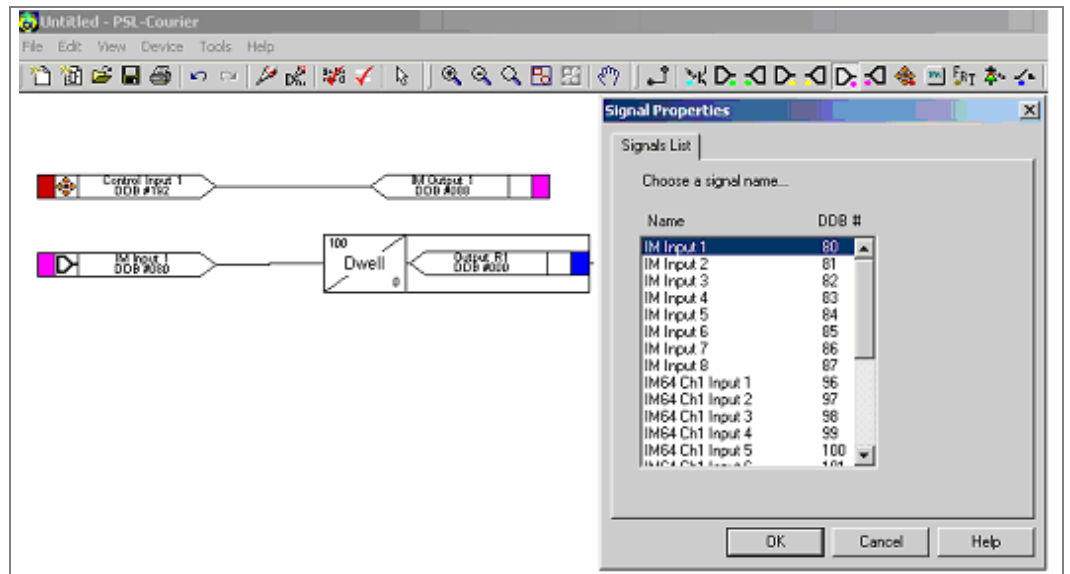 Untitled - PSL-Courier
File Edit View Device Tools Help
Signal Properties
Signals List
Choose a signal name...
Name DDB #
IM Input 1 80
IM Input 2 81
IM Input 3 82
IM Input 4 83
IM Input 5 84
IM Input 6 85
IM Input 7 86
IM Input 8 87
IM64 Ch1 Input 1 96
IM64 Ch1 Input 2 97
IM64 Ch1 Input 3 98
IM64 Ch1 Input 4 99
IM64 Ch1 Input 5 100
OK Cancel Help
Control Input 1
DDB #192
IM Output 1
DDB #088
IM Input 1
DDB #080
100
Dwell
0
Output R1
DDB #000